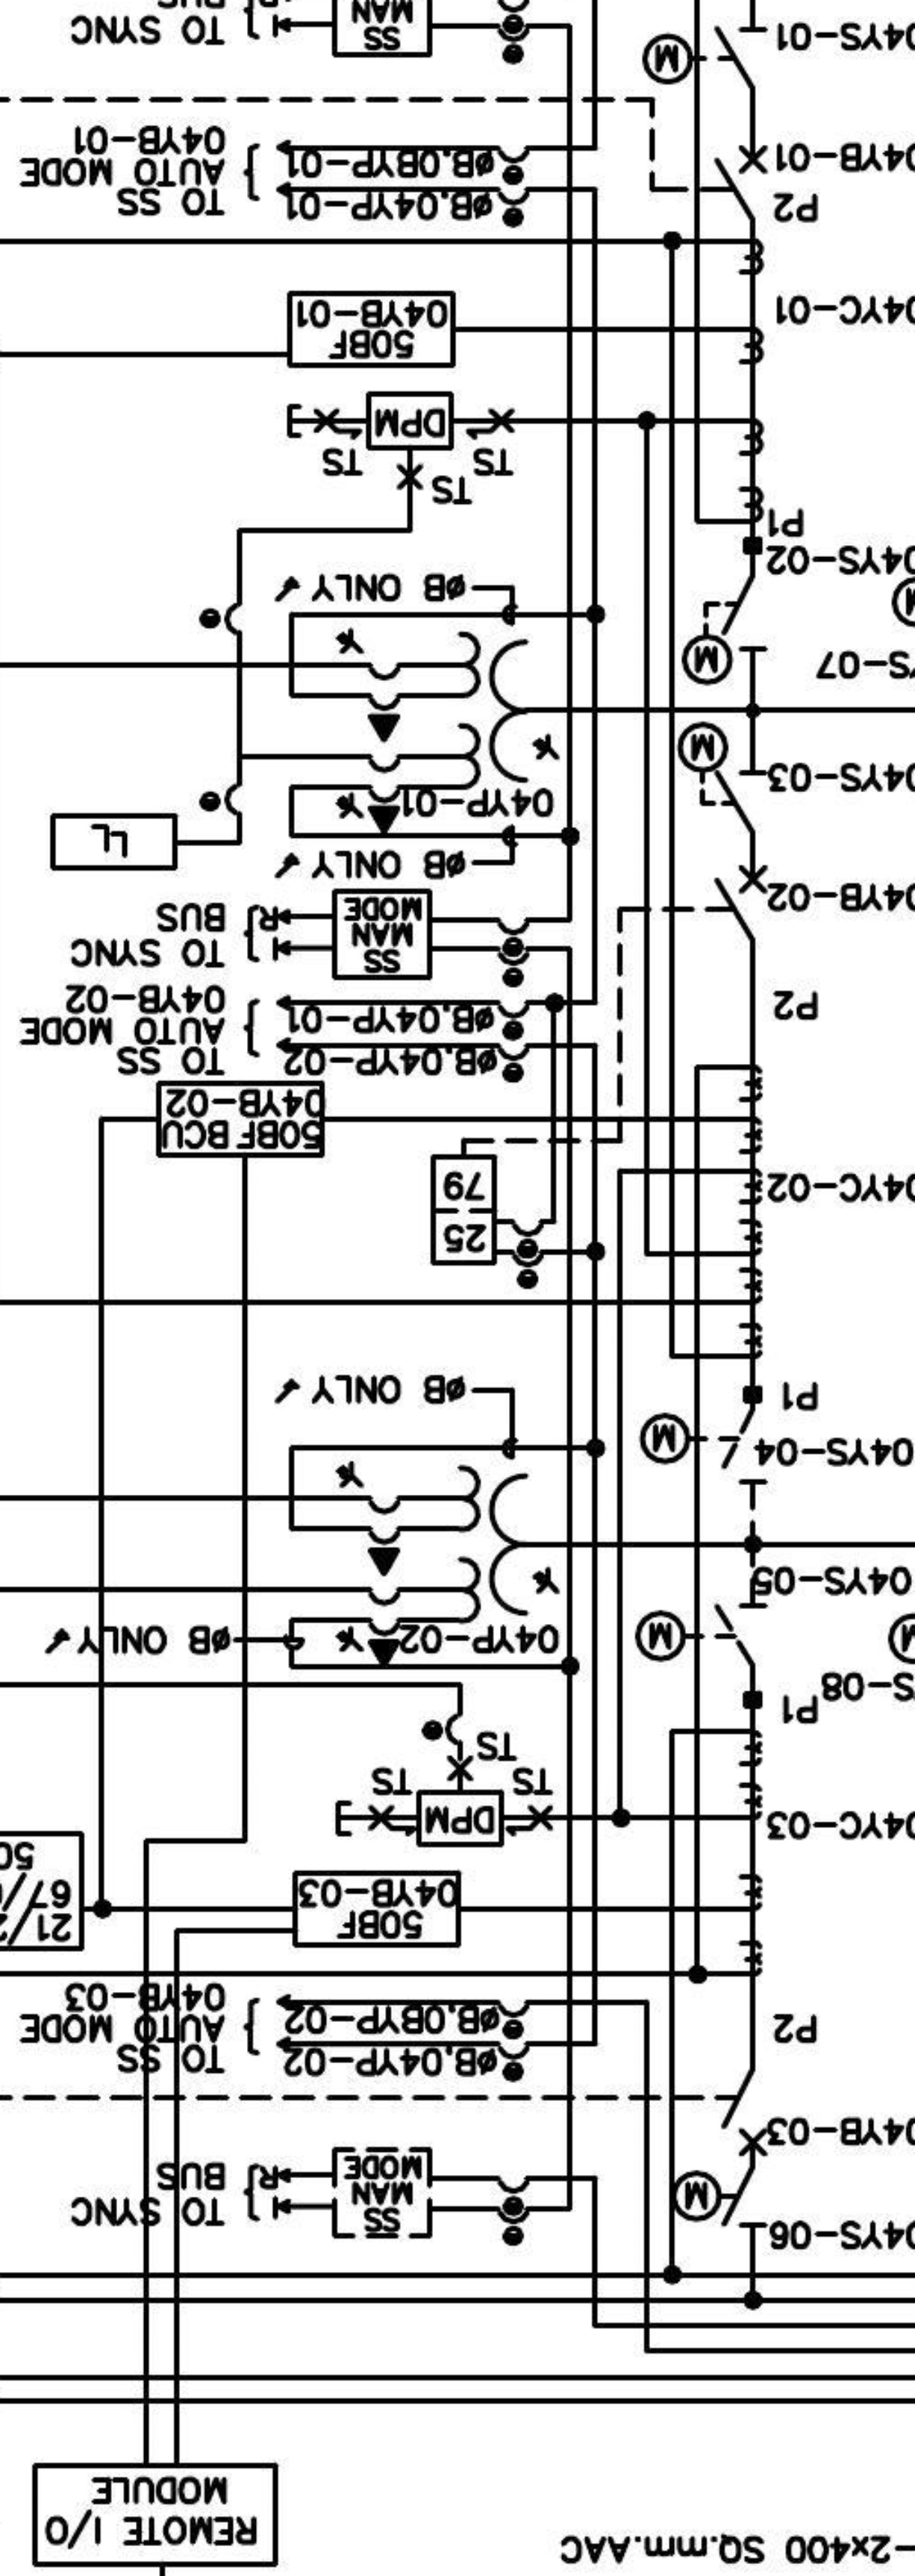 -2x400 SQ.mm.AAC
REMOTE I/O
MODULE
04YS-06
M
SS
MAN
MODE
TO SYNC
BUS
R
04YB-03
P2
øB,04YP-02
øB,0BYP-02
TO SS
AUTO MODE
04YB-03
50BF
04YB-03
21/2
67/
50
04YC-03
DPM
TS
TS
TS
P1
S-08
M
M
04YP-02
øB ONLY
04YS-05
04YS-04
M
øB ONLY
P1
04YC-02
25
79
50BF BCU
04YB-02
P2
øB,04YP-02
øB,04YP-01
TO SS
AUTO MODE
04YB-02
SS
MAN
MODE
TO SYNC
BUS
R
04YB-02
04YS-03
M
øB ONLY
LL
04YP-01
YS-07
M
M
øB ONLY
04YS-02
P1
TS
TS
TS
DPM
04YC-01
50BF
04YB-01
P2
04YB-01
øB,04YP-01
øB,0BYP-01
TO SS
AUTO MODE
04YB-01
04YS-01
M
SS
MAN
TO SYNC